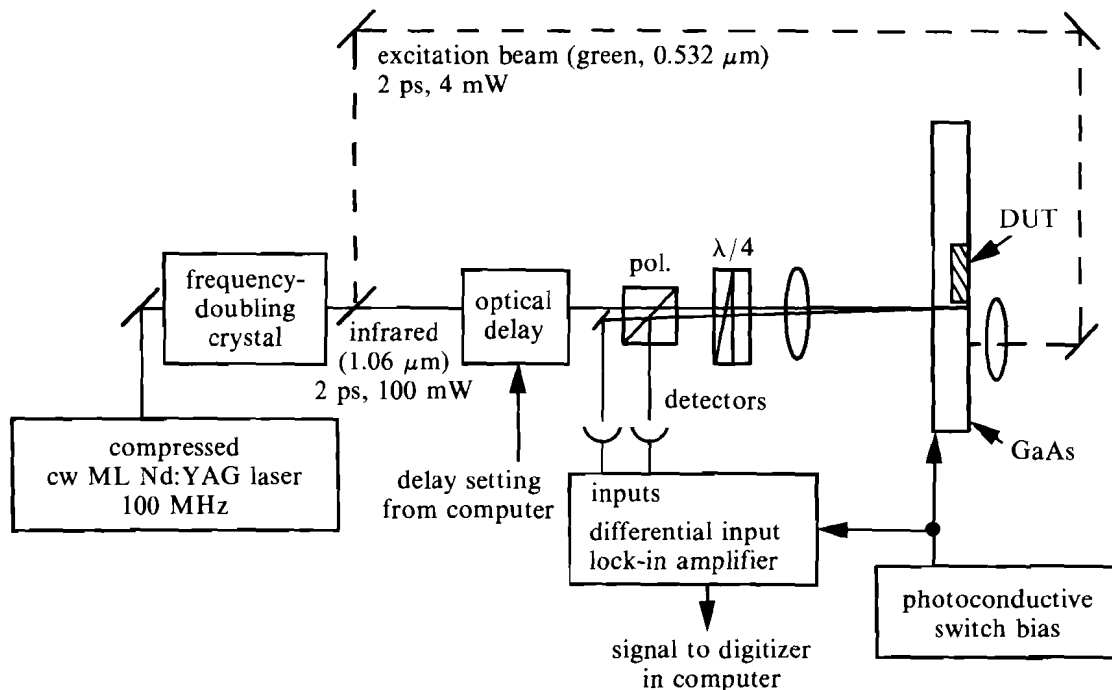 excitation beam (green, 0.532 μm)
2 ps, 4 mW
DUT
λ/4
pol.
frequency-
doubling
crystal
optical
delay
infrared
(1.06 μm)
2 ps, 100 mW
detectors
GaAs
compressed
cw ML Nd:YAG laser
100 MHz
delay setting
from computer
inputs
differential input
lock-in amplifier
photoconductive
switch bias
signal to digitizer
in computer